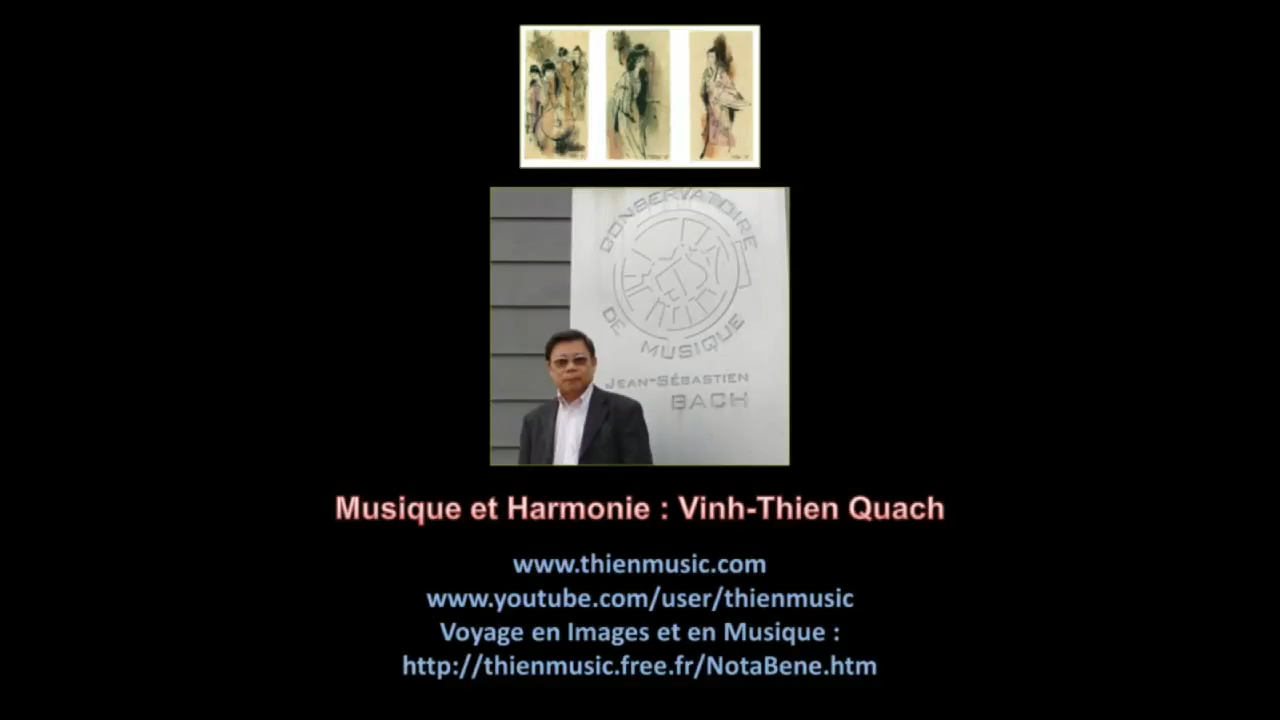 CONSERVATOIRE
DE MUSIQUE
JEAN-SÉBASTIEN
BACH
Musique et Harmonie : Vinh-Thien Quach
www.thienmusic.com
www.youtube.com/user/thienmusic
Voyage en Images et en Musique :
http://thienmusic.free.fr/NotaBene.htm